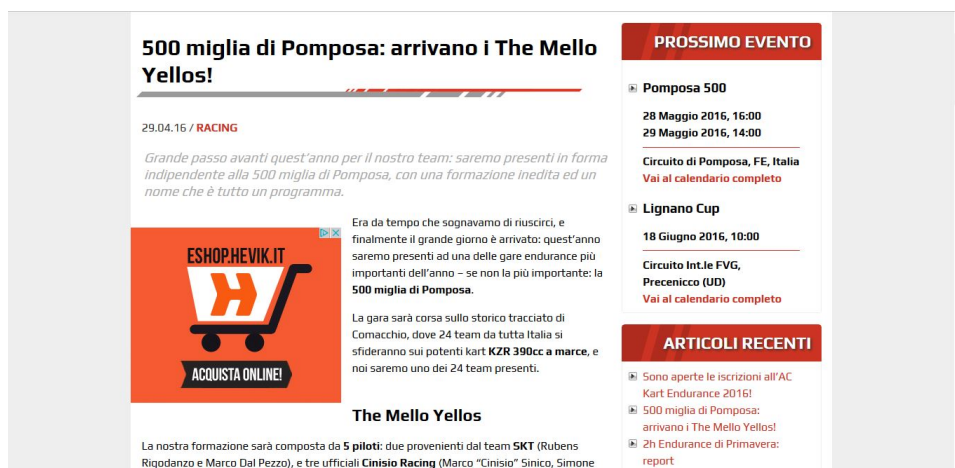 500 miglia di Pomposa: arrivano i The Mello
Yellos!
29.04.16 / RACING
Grande passo avanti quest'anno per il nostro team: saremo presenti in forma
indipendente alla 500 miglia di Pomposa, con una formazione inedita ed un
nome che è tutto un programma.
ESHOP.HEVIK.IT
ACQUISTA ONLINE!
Era da tempo che sognavamo di riuscirci, e
finalmente il grande giorno è arrivato: quest'anno
saremo presenti ad una delle gare endurance più
importanti dell'anno – se non la più importante: la
500 miglia di Pomposa.
La gara sarà corsa sullo storico tracciato di
Comacchio, dove 24 team da tutta Italia si
sfideranno sui potenti kart KZR 390cc a marce, e
noi saremo uno dei 24 team presenti.
The Mello Yellos
La nostra formazione sarà composta da 5 piloti: due provenienti dal team SKT (Rubens
Rigodanzo e Marco Dal Pezzo), e tre ufficiali Cinisio Racing (Marco “Cinisio” Sinico, Simone
PROSSIMO EVENTO
Pomposa 500
28 Maggio 2016, 16:00
29 Maggio 2016, 14:00
Circuito di Pomposa, FE, Italia
Vai al calendario completo
Lignano Cup
18 Giugno 2016, 10:00
Circuito Int.le FVG,
Precenicco (UD)
Vai al calendario completo
ARTICOLI RECENTI
Sono aperte le iscrizioni all'AC
Kart Endurance 2016!
500 miglia di Pomposa:
arrivano i The Mello Yellos!
2h Endurance di Primavera:
report